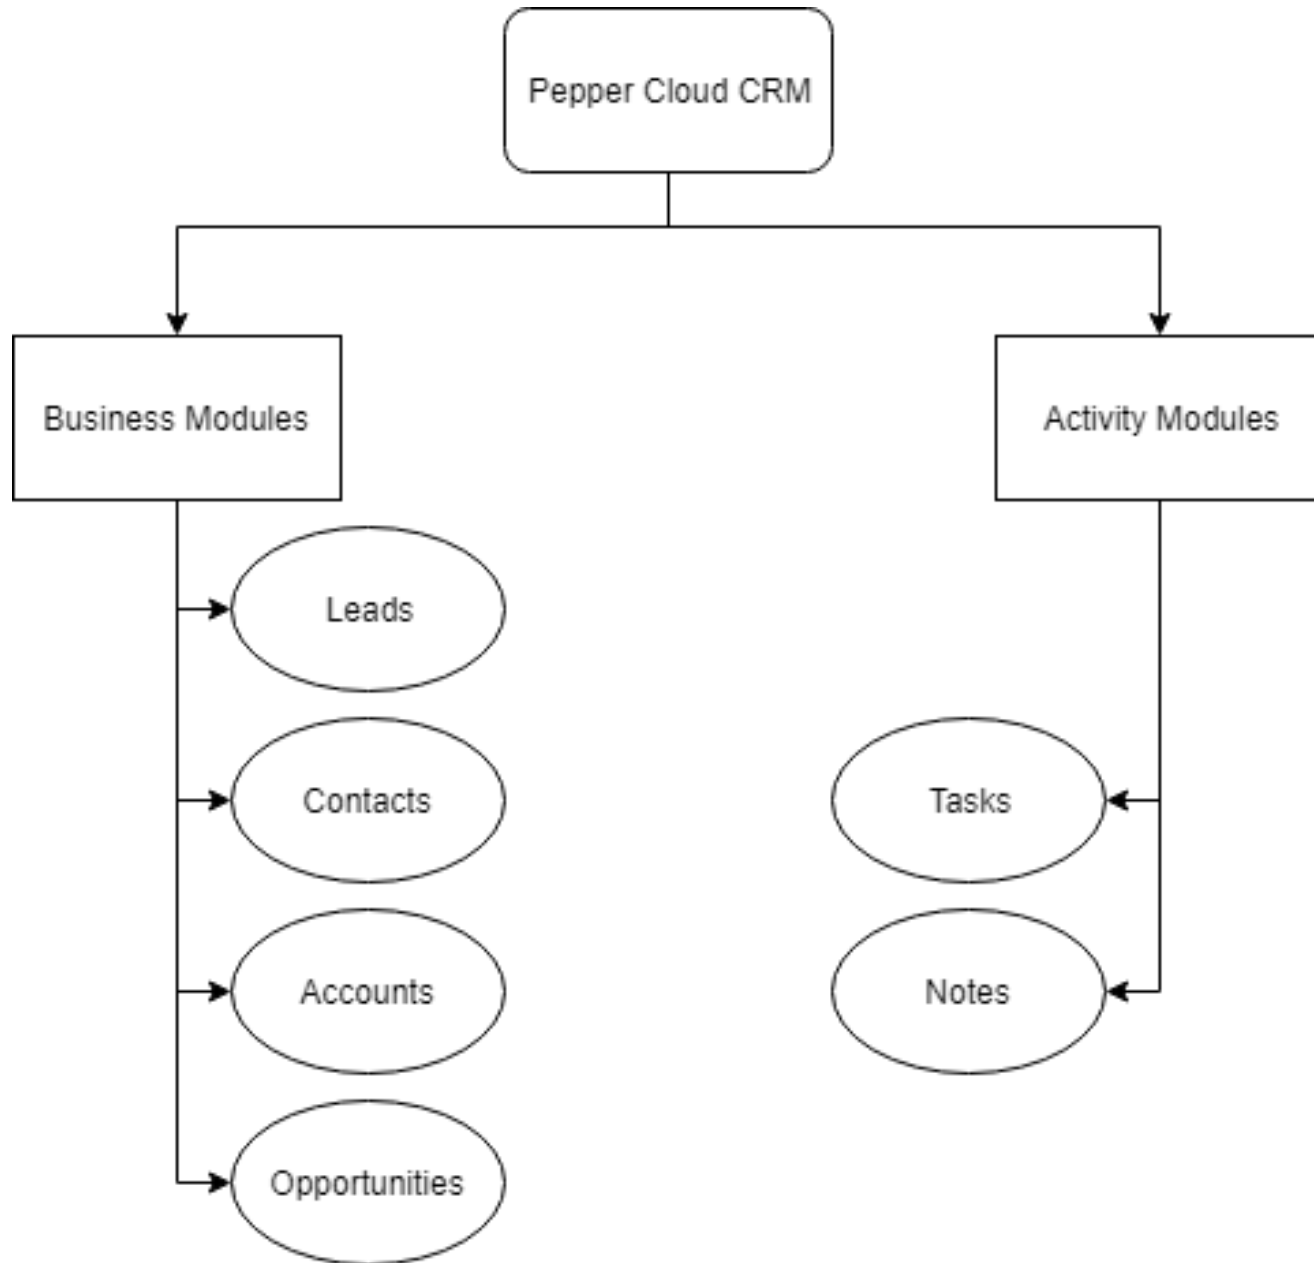 Pepper Cloud CRM
Business Modules
Activity Modules
Leads
Contacts
Tasks
Accounts
Notes
Opportunities